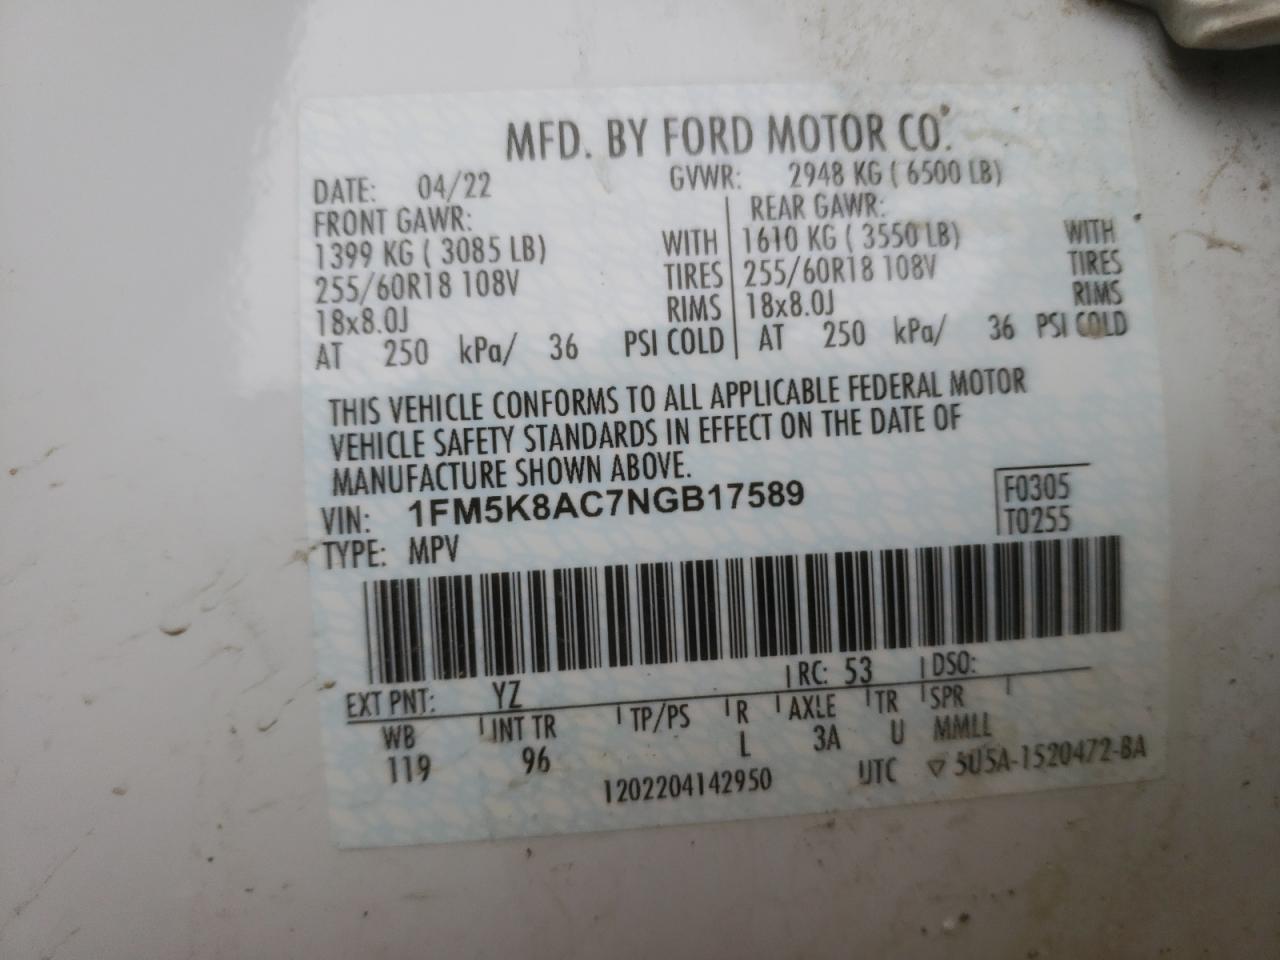 MFD. BY FORD MOTOR CO.
DATE: 04/22 GVWR: 2948 KG ( 6500 LB)
FRONT GAWR: REAR GAWR:
1399 KG ( 3085 LB) WITH 1610 KG ( 3550 LB) WITH
255/60R18 108V TIRES 255/60R18 108V TIRES
18x8.0J RIMS 18x8.0J RIMS
AT 250 kPa/ 36 PSI COLD AT 250 kPa/ 36 PSI COLD
THIS VEHICLE CONFORMS TO ALL APPLICABLE FEDERAL MOTOR
VEHICLE SAFETY STANDARDS IN EFFECT ON THE DATE OF
MANUFACTURE SHOWN ABOVE.
VIN: 1FM5K8AC7NGB17589 F0305
TYPE: MPV T0255
EXT PNT: YZ RC: 53 DSO:
WB INT TR TP/PS R AXLE TR SPR
119 96 L 3A U MMLL
1202204142950 UTC ▽ 5U5A-1520472-BA